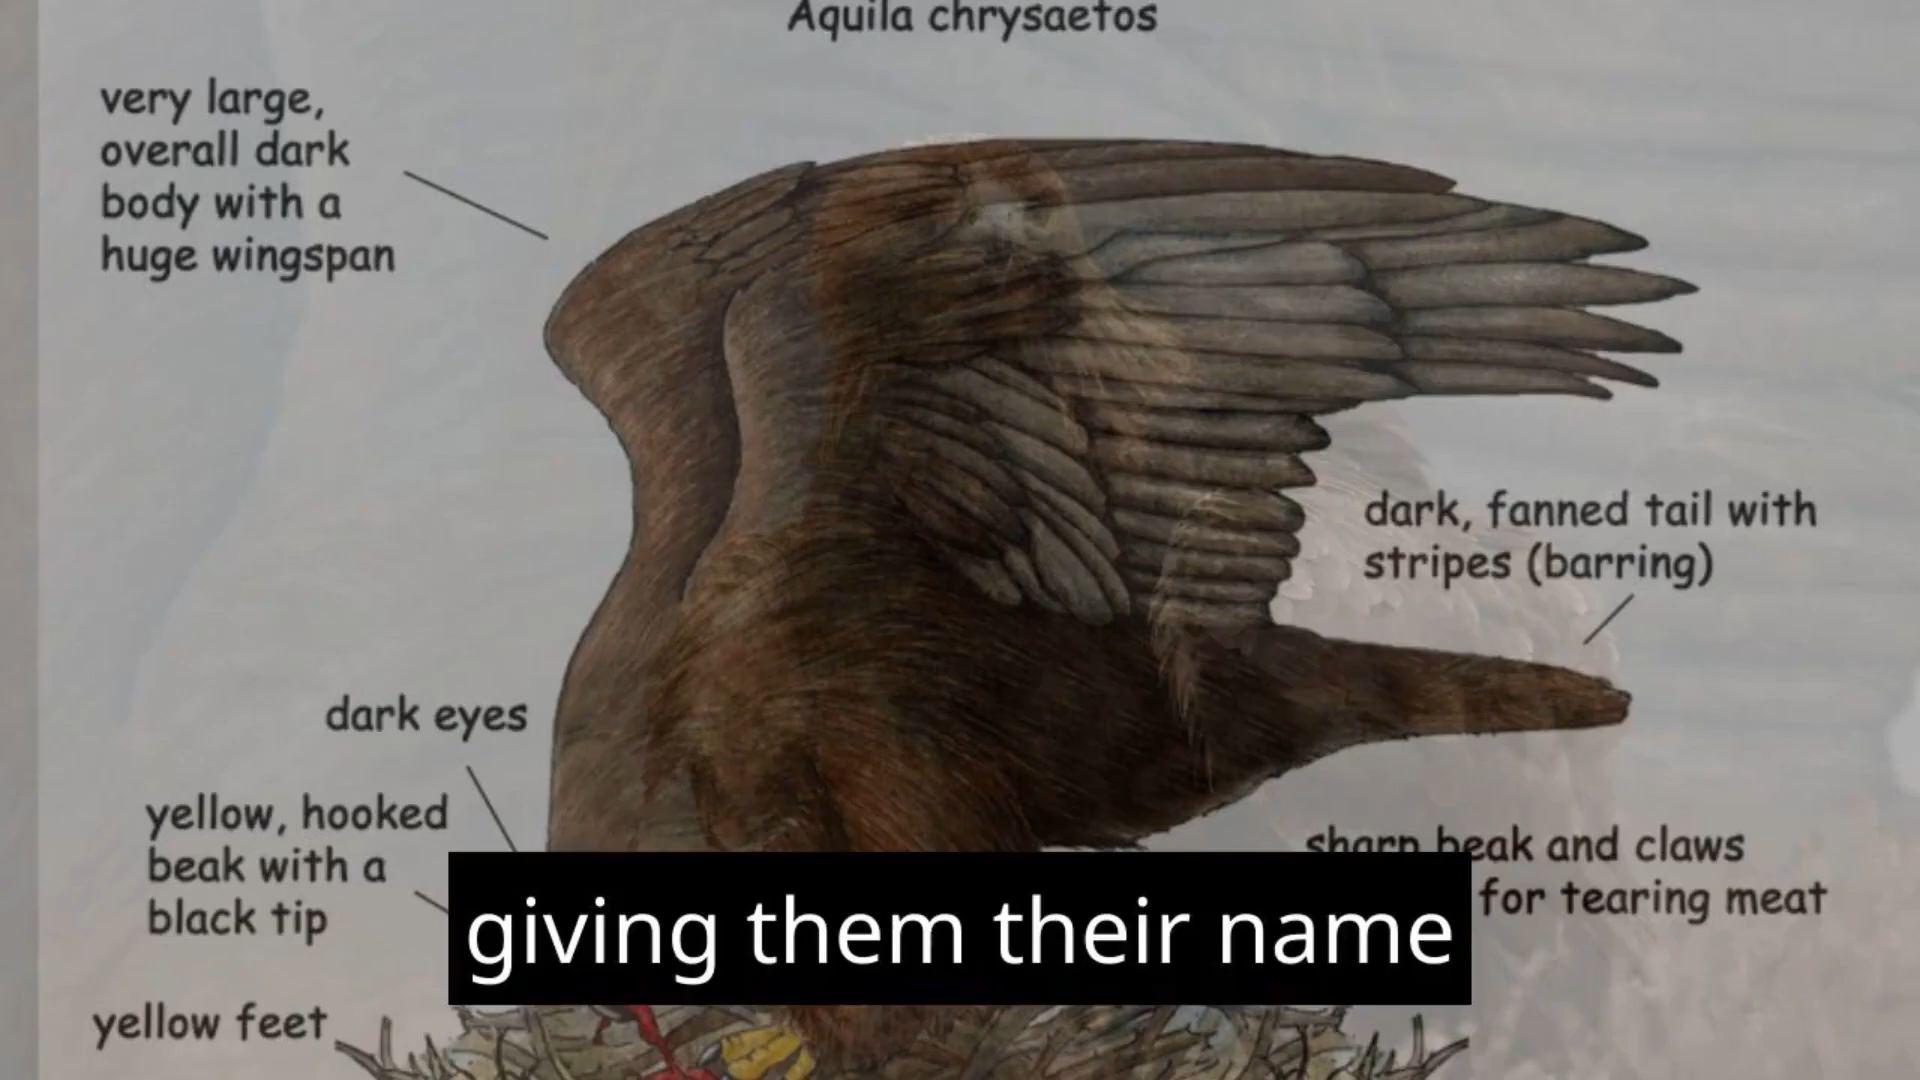 Aquila chrysaetos
very large,
overall dark
body with a
huge wingspan
dark, fanned tail with
stripes (barring)
dark eyes
yellow, hooked
beak with a
black tip
sharp beak and claws
for tearing meat
yellow feet
giving them their name